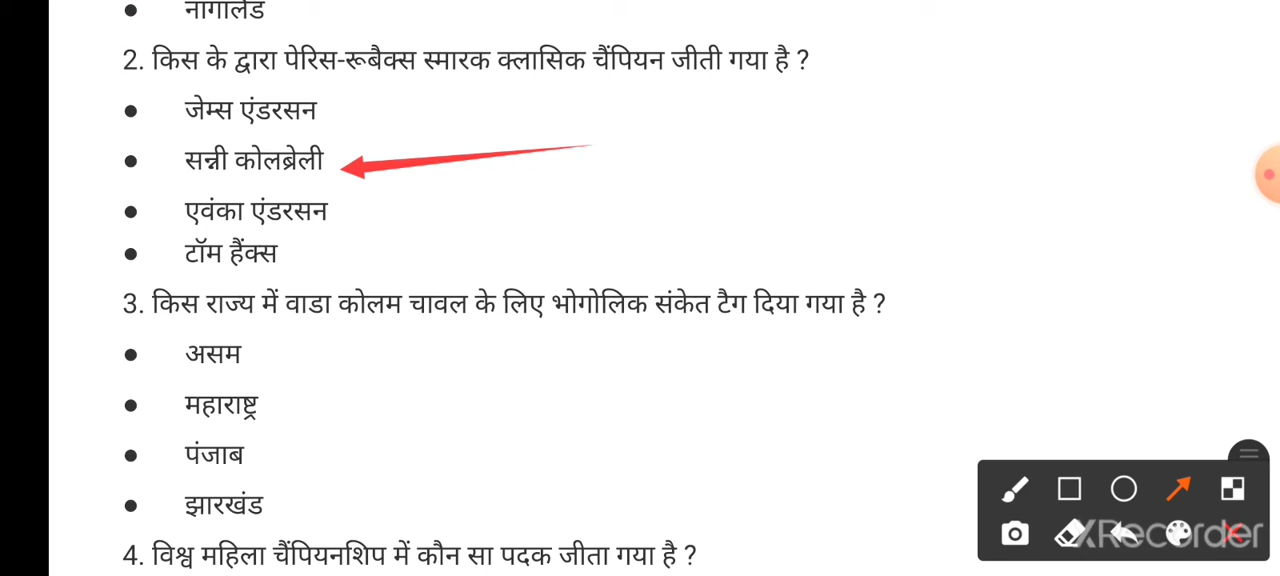 नागालैंड
2. किस के द्वारा पेरिस-रूबैक्स स्मारक क्लासिक चैंपियन जीती गया है ?
जेम्स एंडरसन
सन्नी कोलब्रेली
एवंका एंडरसन
टॉम हैंक्स
3. किस राज्य में वाडा कोलम चावल के लिए भोगोलिक संकेत टैग दिया गया है ?
असम
महाराष्ट्र
पंजाब
झारखंड
4. विश्व महिला चैंपियनशिप में कौन सा पदक जीता गया है ?
XRecorder